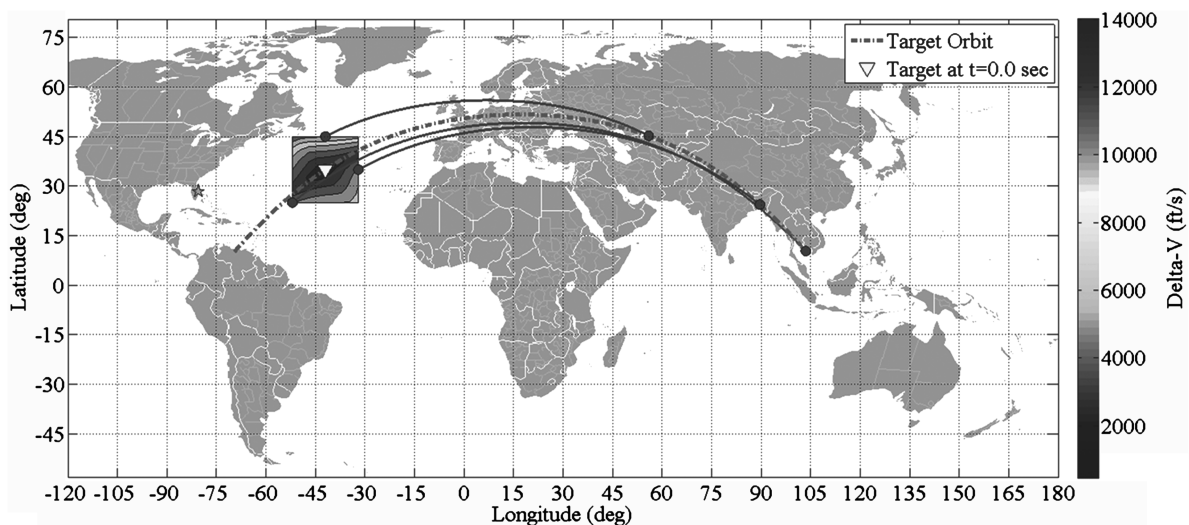 Target Orbit
Target at t=0.0 sec
75
60
45
30
15
0
-15
-30
-45
Latitude (deg)
-120 -105 -90 -75 -60 -45 -30 -15 0 15 30 45 60 75 90 105 120 135 150 165 180
Longitude (deg)
14000
12000
10000
8000
6000
4000
2000
Delta-V (ft/s)